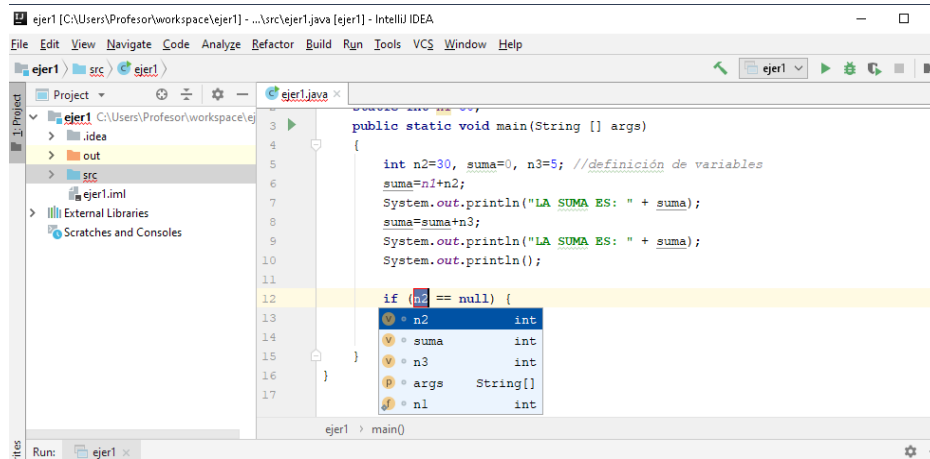 ejer1 [C:\Users\Profesor\workspace\ejer1] - ...\src\ejer1.java [ejer1] - IntelliJ IDEA
File Edit View Navigate Code Analyze Refactor Build Run Tools VCS Window Help
ejer1 src ejer1 ejer1
Project
ejer1.java
1: Project
ejer1 C:\Users\Profesor\workspace\ej
.idea
out
src
ejer1.iml
External Libraries
Scratches and Consoles
3 public static void main(String [] args)
4 {
5 int n2=30, suma=0, n3=5; //definición de variables
6 suma=n1+n2;
7 System.out.println("LA SUMA ES: " + suma);
8 suma=suma+n3;
9 System.out.println("LA SUMA ES: " + suma);
10 System.out.println();
11
12 if (n2 == null) {
13 n2 int
14 suma int
15 } n3 int
16 } args String[]
17 n1 int
ejer1 > main()
Run: ejer1